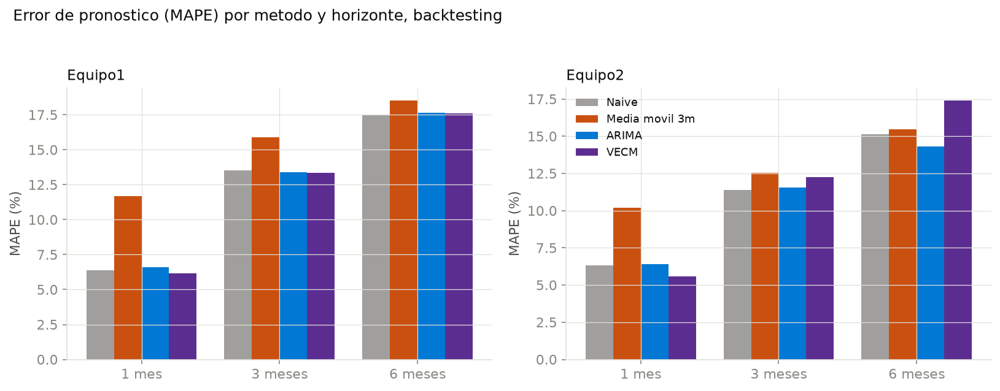 Error de pronostico (MAPE) por metodo y horizonte, backtesting
Equipo1
MAPE (%)
17.5
15.0
12.5
10.0
7.5
5.0
2.5
0.0
1 mes
3 meses
6 meses
Equipo2
MAPE (%)
17.5
15.0
12.5
10.0
7.5
5.0
2.5
0.0
Naive
Media movil 3m
ARIMA
VECM
1 mes
3 meses
6 meses